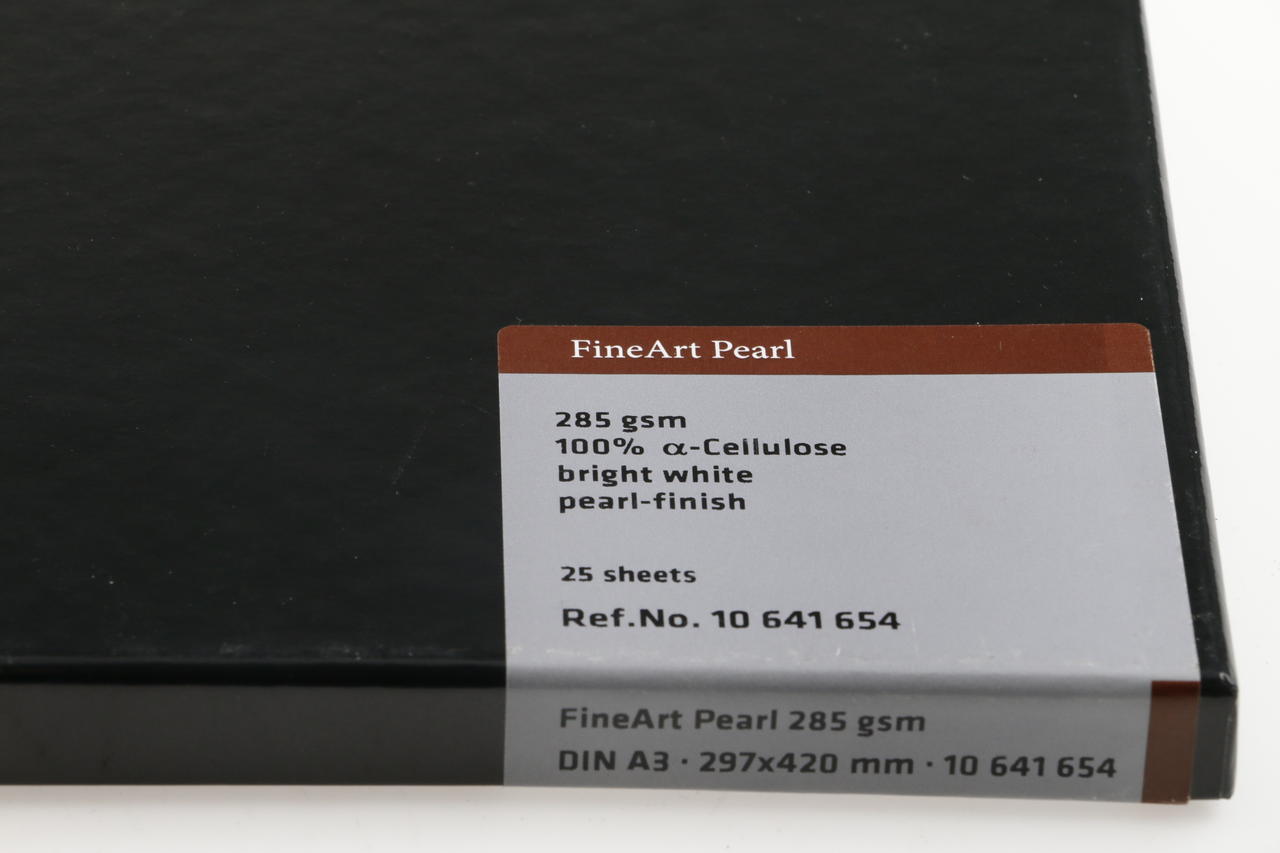 FineArt Pearl
285 gsm
100% α-Cellulose
bright white
pearl-finish
25 sheets
Ref.No. 10 641 654
FineArt Pearl 285 gsm
DIN A3 · 297x420 mm · 10 641 654